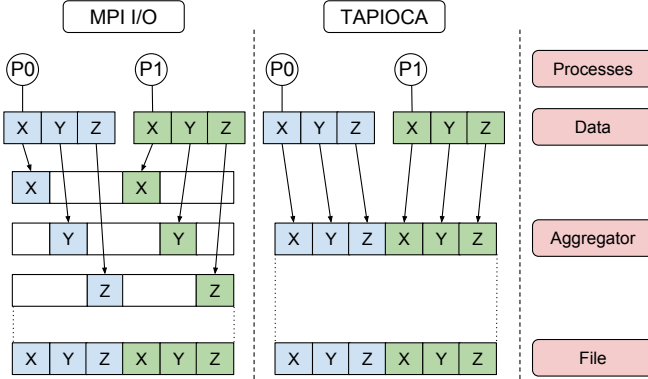 MPI I/O TAPIOCA
P0 P1 P0 P1 Processes
X Y Z X Y Z X Y Z X Y Z Data
X X
Y Y X Y Z X Y Z Aggregator
Z Z
X Y Z X Y Z X Y Z X Y Z File